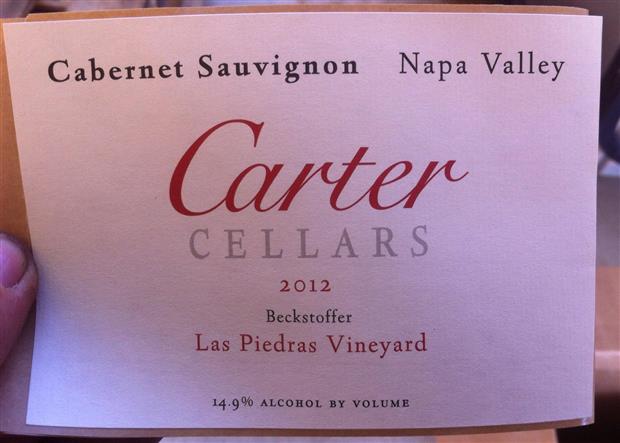 Cabernet Sauvignon Napa Valley
Carter
CELLARS
2012
Beckstoffer
Las Piedras Vineyard
14.9% ALCOHOL BY VOLUME